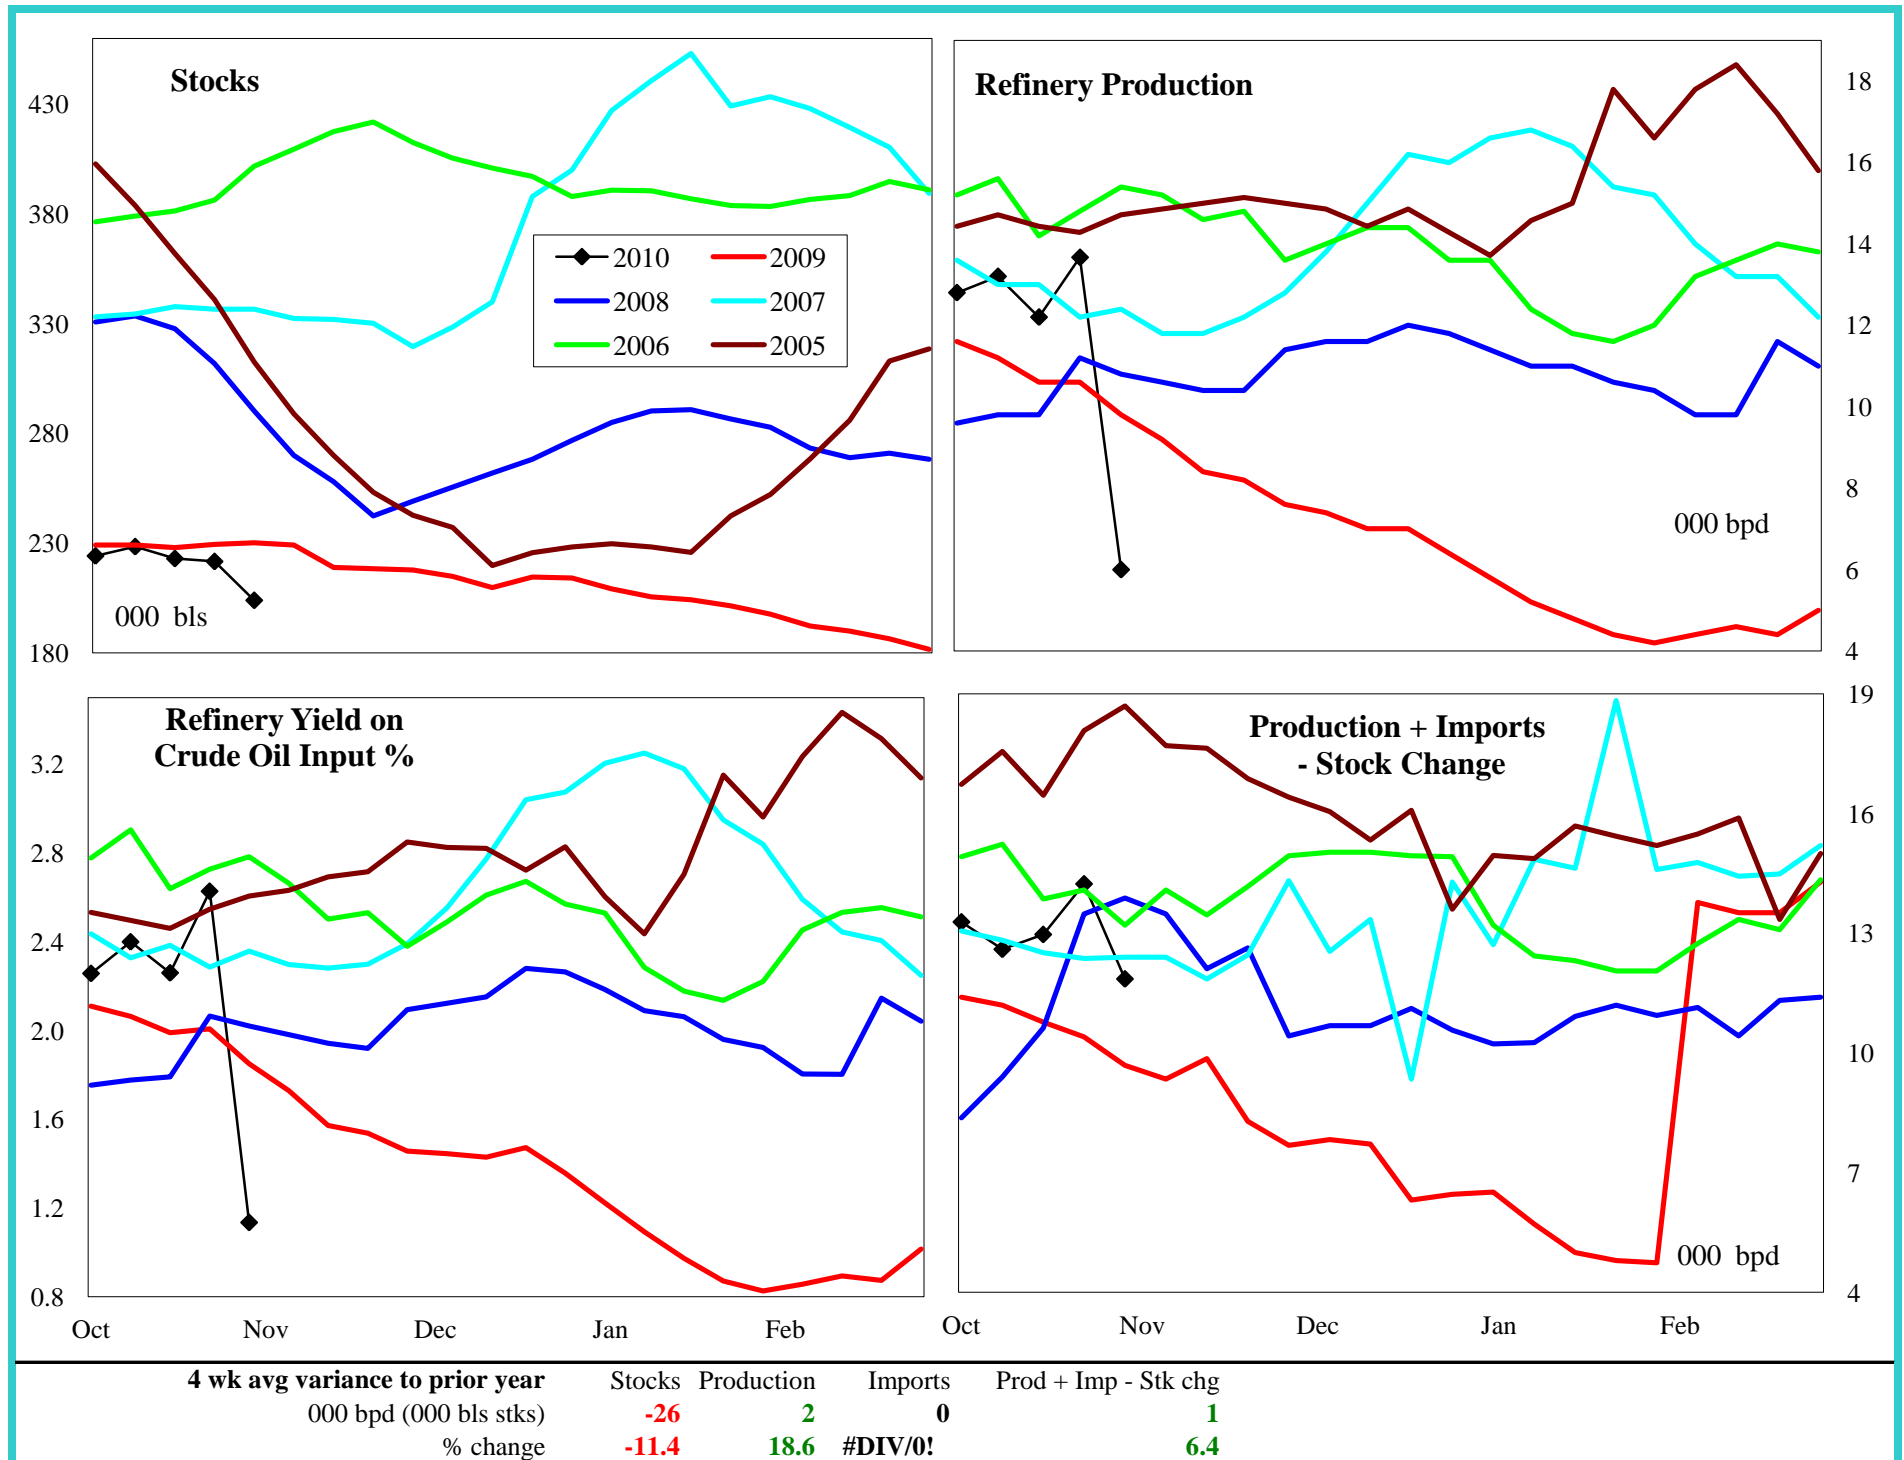 Stocks
430
380
330
280
230
180
000 bls
2010
2009
2008
2007
2006
2005
Refinery Production
18
16
14
12
10
8
6
4
000 bpd
Refinery Yield on
Crude Oil Input %
3.2
2.8
2.4
2.0
1.6
1.2
0.8
Oct Nov Dec Jan Feb
Production + Imports
- Stock Change
19
16
13
10
7
4
000 bpd
Oct Nov Dec Jan Feb
4 wk avg variance to prior year Stocks Production Imports Prod + Imp - Stk chg
000 bpd (000 bls stks) -26 2 0 1
% change -11.4 18.6 #DIV/0! 6.4